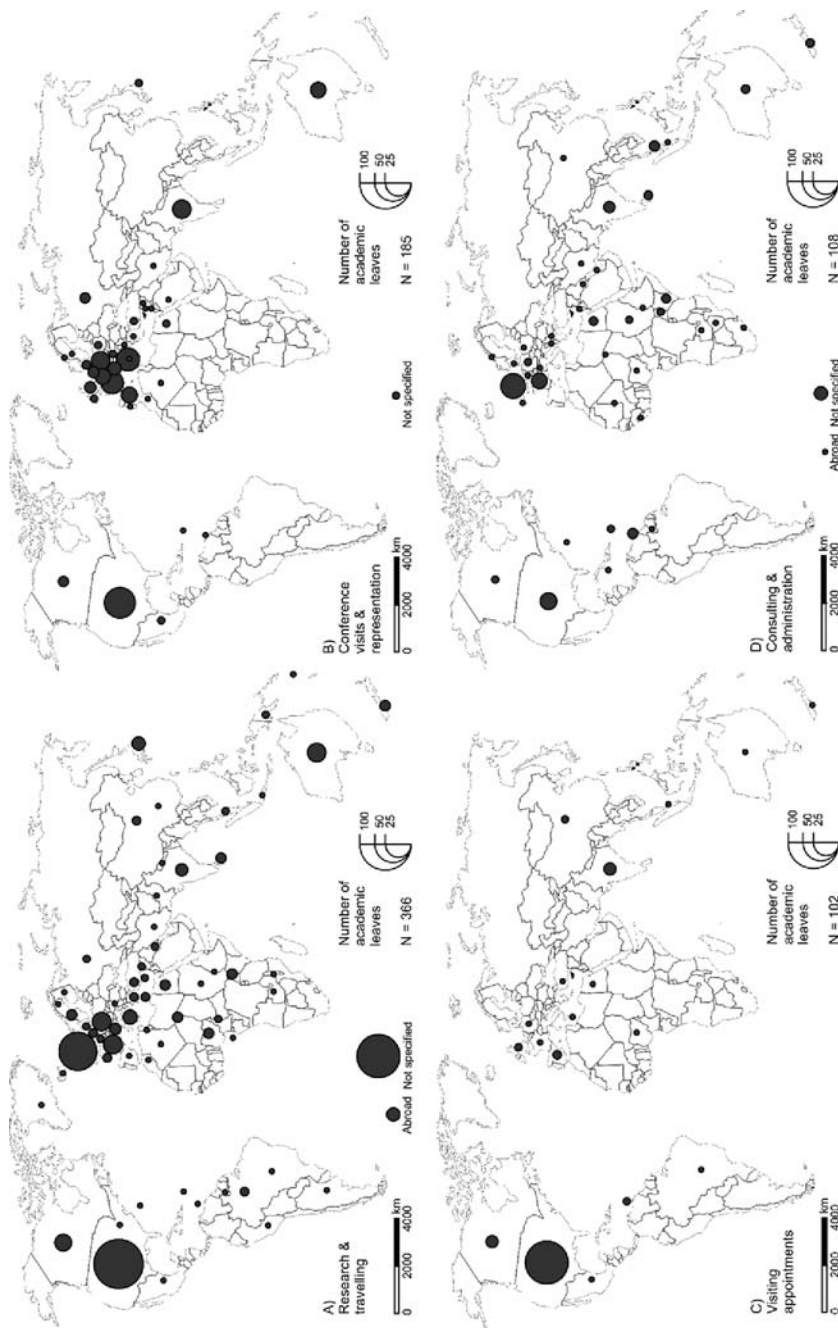 A)
Research &
travelling
0 2000 4000
km
Abroad Not specified
Number of
academic
leaves
100
50
25
N = 366
B)
Conference
visits &
representation
0 2000 4000
km
Not specified
Number of
academic
leaves
100
50
25
N = 185
C)
Visiting
appointments
0 2000 4000
km
Number of
academic
leaves
100
50
25
N = 102
D)
Consulting &
administration
0 2000 4000
km
Abroad Not specified
Number of
academic
leaves
100
50
25
N = 108